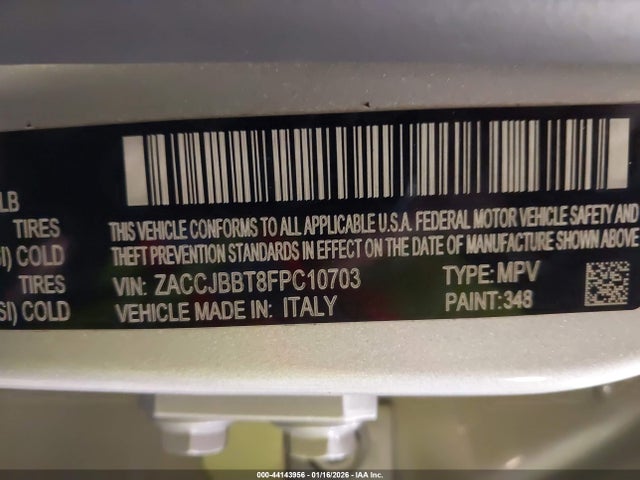 LB
TIRES
COLD
TIRES
SI) COLD
THIS VEHICLE CONFORMS TO ALL APPLICABLE U.S.A. FEDERAL MOTOR VEHICLE SAFETY AND
THEFT PREVENTION STANDARDS IN EFFECT ON THE DATE OF MANUFACTURE SHOWN ABOVE
VIN: ZACCJBBT8FPC10703 TYPE: MPV
VEHICLE MADE IN: ITALY PAINT: 348
000-44143956 - 01/16/2026 - IAA Inc.